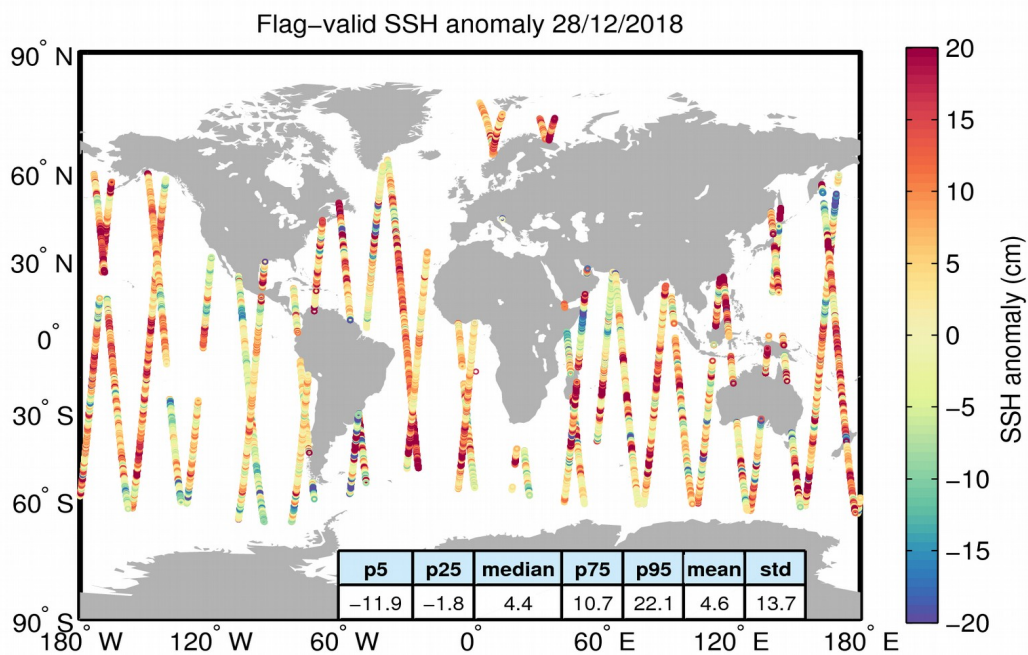 Flag−valid SSH anomaly 28/12/2018
90° N
60° N
30° N
0°
30° S
60° S
90° S
180° W
120° W
60° W
0°
60° E
120° E
180° E
p5 p25 median p75 p95 mean std
−11.9 −1.8 4.4 10.7 22.1 4.6 13.7
20
15
10
5
0
−5
−10
−15
−20
SSH anomaly (cm)